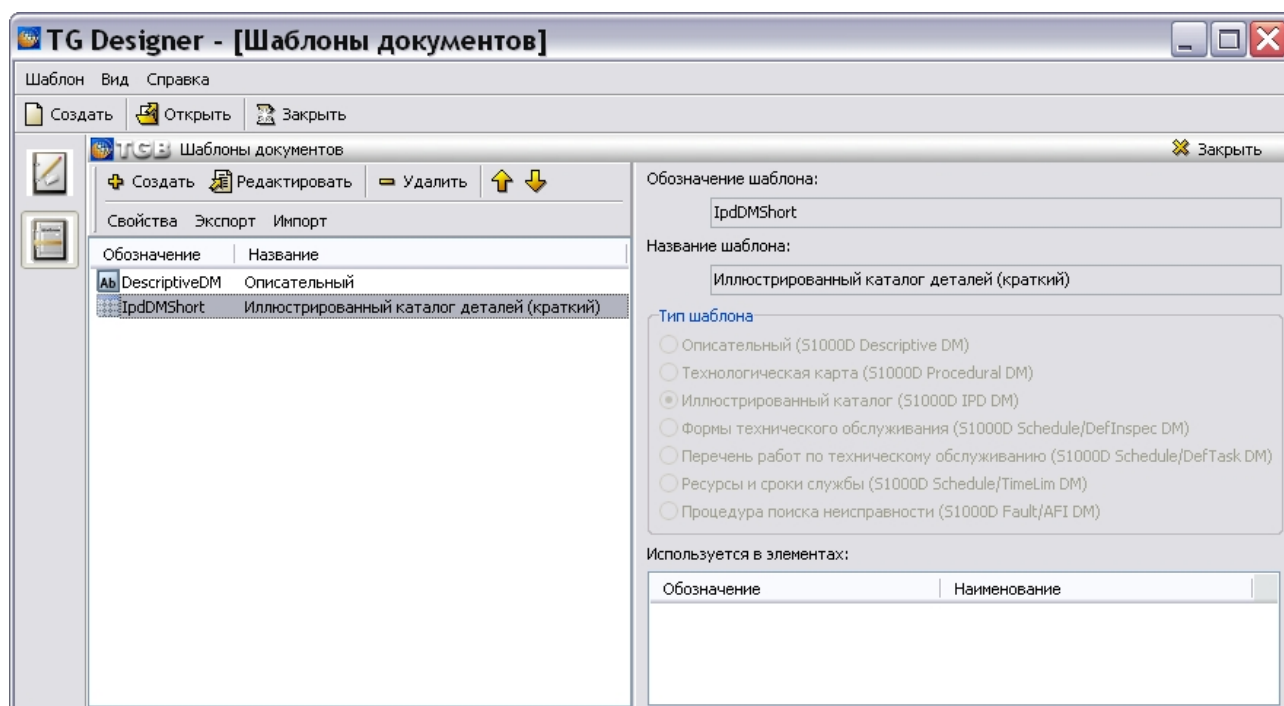 TG Designer - [Шаблоны документов]
Шаблон Вид Справка
Создать Открыть Закрыть
TGB Шаблоны документов Закрыть
Создать Редактировать Удалить
Свойства Экспорт Импорт
Обозначение Название
Ab DescriptiveDM Описательный
IpdDMShort Иллюстрированный каталог деталей (краткий)
Обозначение шаблона:
IpdDMShort
Название шаблона:
Иллюстрированный каталог деталей (краткий)
Тип шаблона
Описательный (S1000D Descriptive DM)
Технологическая карта (S1000D Procedural DM)
Иллюстрированный каталог (S1000D IPD DM)
Формы технического обслуживания (S1000D Schedule/DefInspec DM)
Перечень работ по техническому обслуживанию (S1000D Schedule/DefTask DM)
Ресурсы и сроки службы (S1000D Schedule/TimeLim DM)
Процедура поиска неисправности (S1000D Fault/AFI DM)
Используется в элементах:
Обозначение Наименование